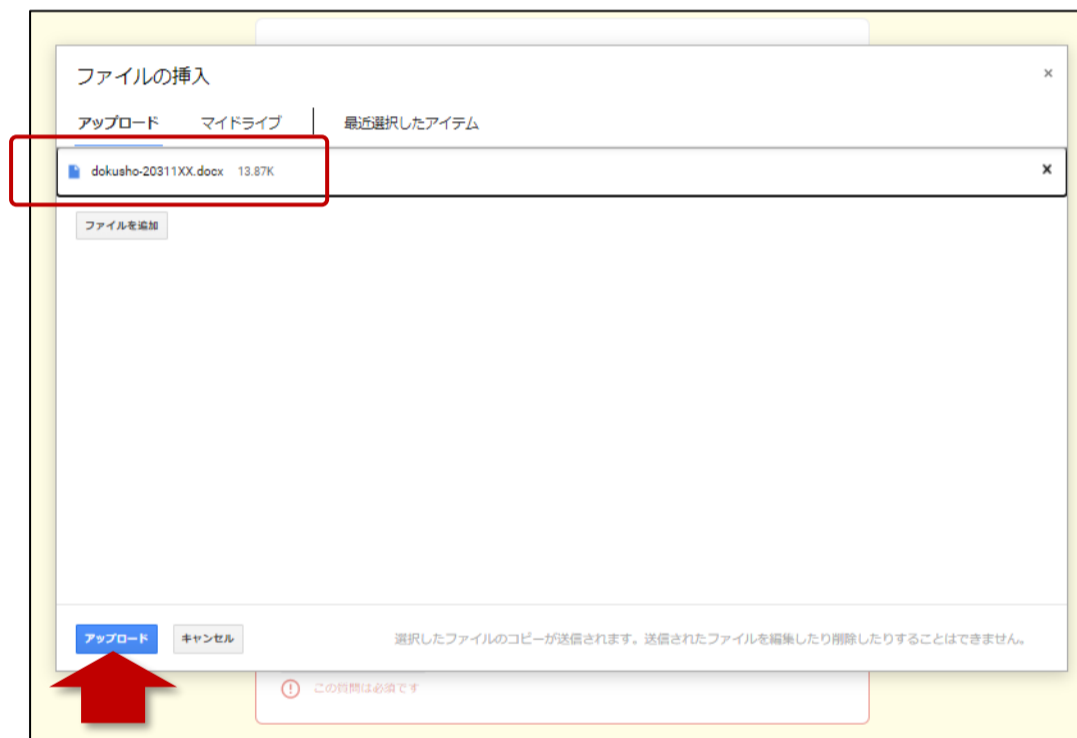 ファイルの挿入
×
アップロード マイドライブ 最近選択したアイテム
dokusho-20311XX.docx 13.87K
x
ファイルを追加
アップロード キャンセル 選択したファイルのコピーが送信されます。送信されたファイルを編集したり削除したりすることはできません。
この質問は必須です